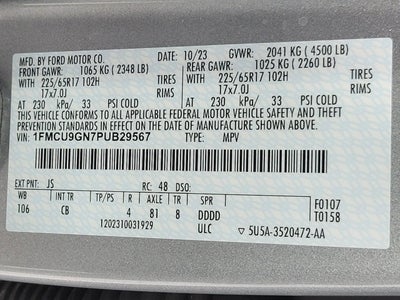 MFD. BY FORD MOTOR CO. 10/23 GVWR: 2041 KG ( 4500 LB)
FRONT GAWR: 1065 KG ( 2348 LB) REAR GAWR: 1025 KG ( 2260 LB)
WITH 225/65R17 102H WITH 225/65R17 102H
TIRES TIRES
17x7.0J 17x7.0J
RIMS RIMS
AT 230 kPa/ 33 PSI COLD AT 230 kPa/ 33 PSI COLD
THIS VEHICLE CONFORMS TO ALL APPLICABLE FEDERAL MOTOR VEHICLE SAFETY, BUMPER,
AND THEFT PREVENTION STANDARDS IN EFFECT ON THE DATE OF MANUFACTURE SHOWN ABOVE.
VIN: 1FMCU9GN7PUB29567 TYPE: MPV
EXT PNT: JS RC: 48 DSO: F0107
WB INT TR R AXLE TR SPR T0158
106 CB 4 81 8 DDDD
1202310031929 ULC ▽ 5U5A-3520472-AA